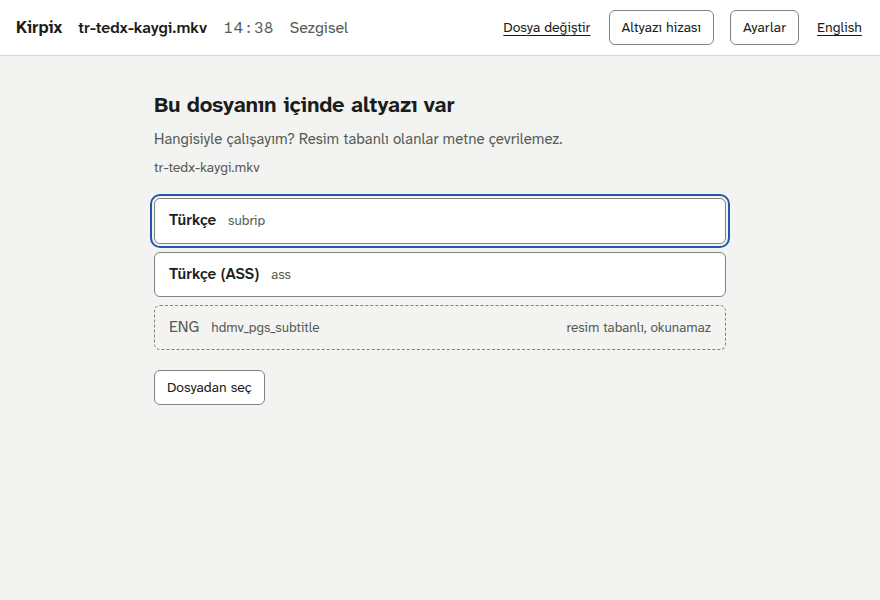 Kırpix tr-tedx-kaygi.mkv 14:38 Sezgisel Dosya değiştir Altyazı hizası Ayarlar English
Bu dosyanın içinde altyazı var
Hangisiyle çalışayım? Resim tabanlı olanlar metne çevrilemez.
tr-tedx-kaygi.mkv
Türkçe subrip
Türkçe (ASS) ass
ENG hdmv_pgs_subtitle resim tabanlı, okunamaz
Dosyadan seç